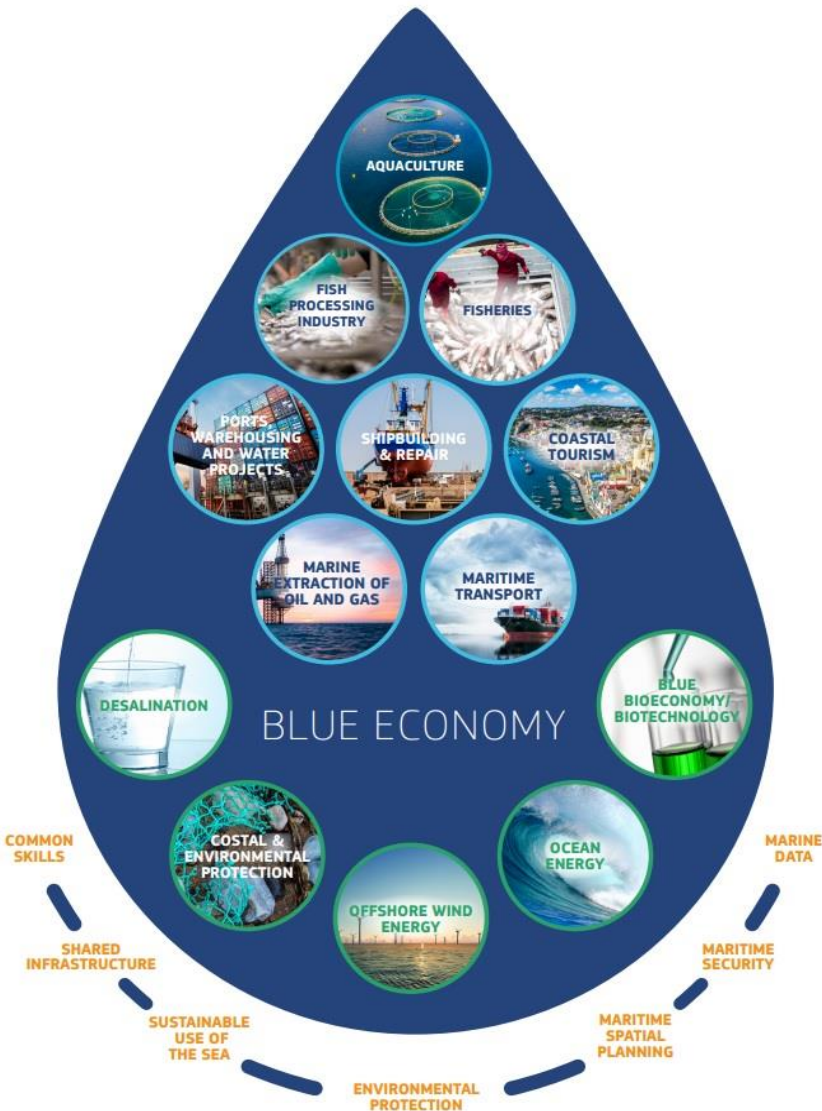 AQUACULTURE
FISH
PROCESSING
INDUSTRY
FISHERIES
PORTS,
WAREHOUSING
AND WATER
PROJECTS
SHIPBUILDING
& REPAIR
COASTAL
TOURISM
MARINE
EXTRACTION OF
OIL AND GAS
MARITIME
TRANSPORT
DESALINATION
BLUE
BIOECONOMY/
BIOTECHNOLOGY
BLUE ECONOMY
COSTAL &
ENVIRONMENTAL
PROTECTION
OCEAN
ENERGY
OFFSHORE WIND
ENERGY
COMMON
SKILLS
SHARED
INFRASTRUCTURE
SUSTAINABLE
USE OF
THE SEA
ENVIRONMENTAL
PROTECTION
MARITIME
SPATIAL
PLANNING
MARITIME
SECURITY
MARINE
DATA